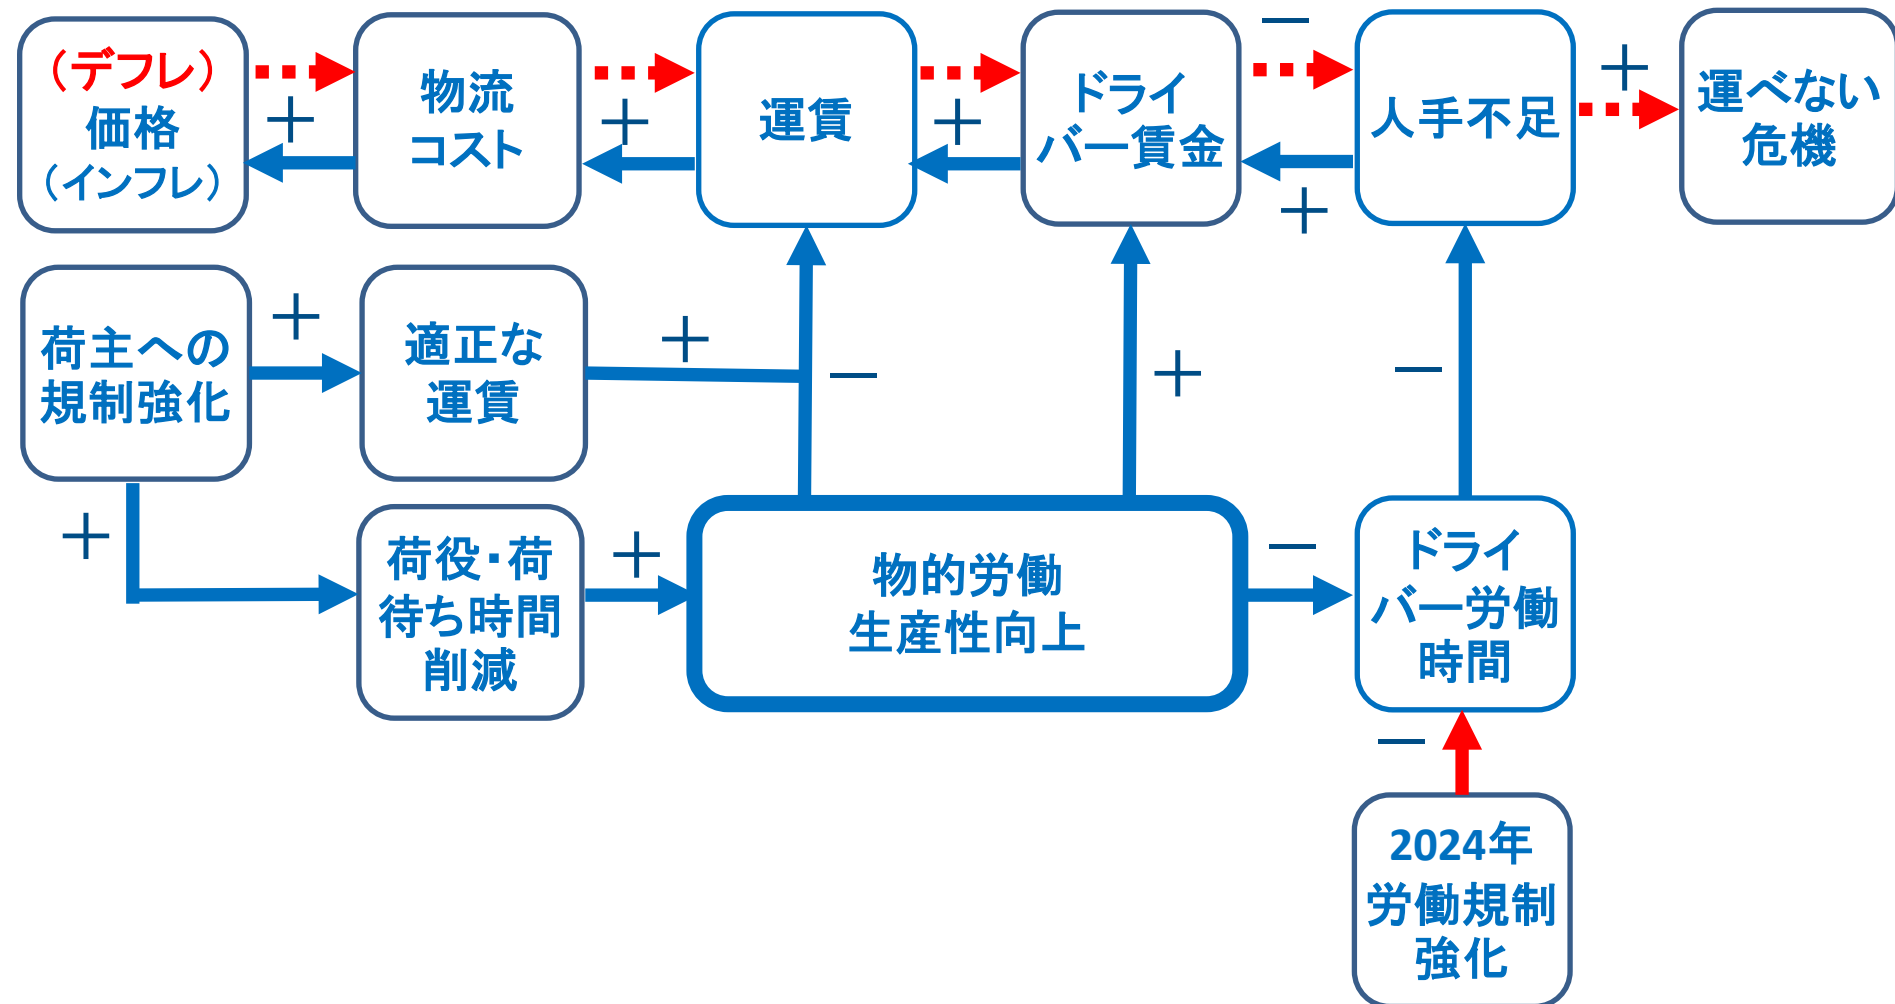 （デフレ）
価格
（インフレ）
＋
物流
コスト
＋
運賃
＋
ドライ
バー賃金
－
＋
人手不足
＋
運べない
危機
荷主への
規制強化
＋
適正な
運賃
＋
－
＋
－
＋
荷役・荷
待ち時間
削減
＋
物的労働
生産性向上
－
ドライ
バー労働
時間
－
2024年
労働規制
強化